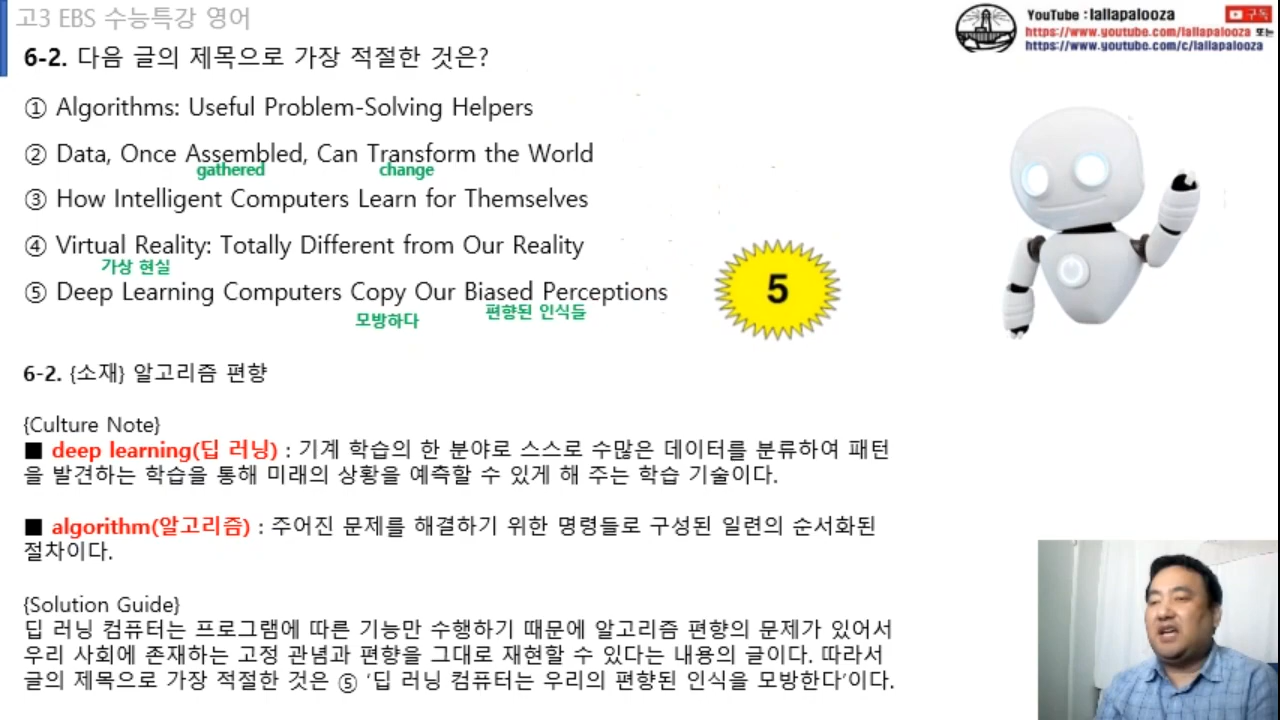 고3 EBS 수능특강 영어
YouTube : lallapalooza
구독
https://www.youtube.com/lallapalooza 또는
https://www.youtube.com/c/lallapalooza
6-2. 다음 글의 제목으로 가장 적절한 것은?
① Algorithms: Useful Problem-Solving Helpers
② Data, Once Assembled, Can Transform the World
gathered change
③ How Intelligent Computers Learn for Themselves
④ Virtual Reality: Totally Different from Our Reality
가상 현실
⑤ Deep Learning Computers Copy Our Biased Perceptions
모방하다 편향된 인식들
5
6-2. {소재} 알고리즘 편향
{Culture Note}
■ deep learning(딥 러닝) : 기계 학습의 한 분야로 스스로 수많은 데이터를 분류하여 패턴
을 발견하는 학습을 통해 미래의 상황을 예측할 수 있게 해 주는 학습 기술이다.
■ algorithm(알고리즘) : 주어진 문제를 해결하기 위한 명령들로 구성된 일련의 순서화된
절차이다.
{Solution Guide}
딥 러닝 컴퓨터는 프로그램에 따른 기능만 수행하기 때문에 알고리즘 편향의 문제가 있어서
우리 사회에 존재하는 고정 관념과 편향을 그대로 재현할 수 있다는 내용의 글이다. 따라서
글의 제목으로 가장 적절한 것은 ⑤ ‘딥 러닝 컴퓨터는 우리의 편향된 인식을 모방한다’이다.